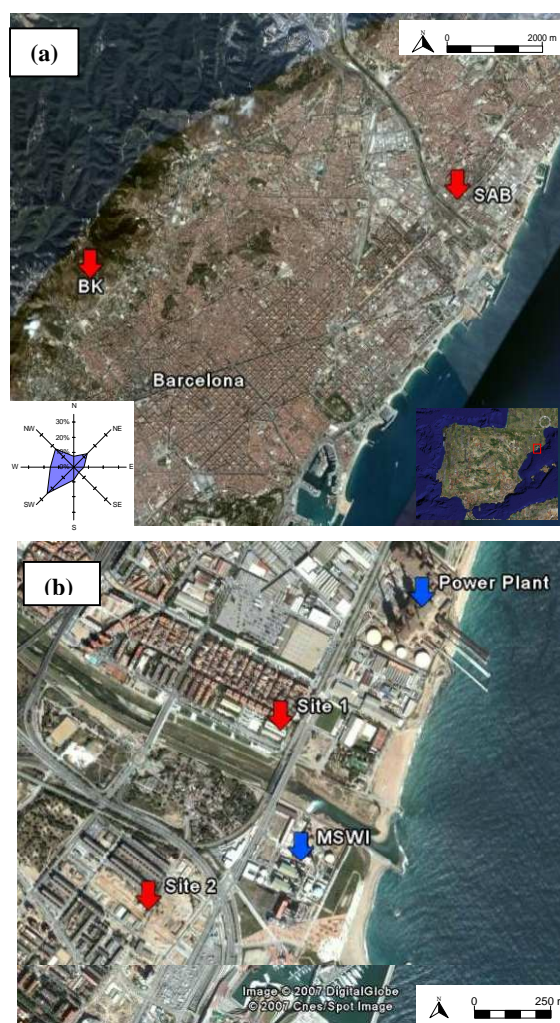 (a)
N
0 2000 m
SAB
BK
Barcelona
N
30%
NW NE
20%
10%
W 0% E
SW SE
S
(b)
Power Plant
Site 1
MSWI
Site 2
Image © 2007 DigitalGlobe
© 2007 Cnes/Spot Image
N
0 250 m